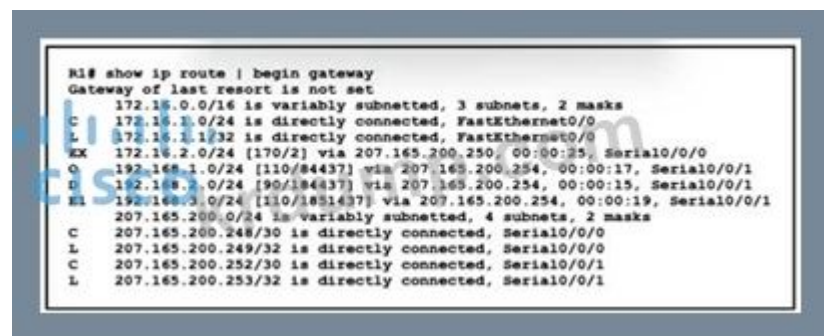 R1# show ip route | begin gateway
Gateway of last resort is not set
172.16.0.0/16 is variably subnetted, 3 subnets, 2 masks
C 172.16.1.0/24 is directly connected, FastEthernet0/0
L 172.16.1.1/32 is directly connected, FastEthernet0/0
EX 172.16.2.0/24 [170/2] via 207.165.200.250, 00:00:25, Serial0/0/0
O 192.168.1.0/24 [110/84437] via 207.165.200.254, 00:00:17, Serial0/0/1
D 192.168.2.0/24 via 207.165.200.254, 00:00:15, Serial0/0/1
E1 192.168.3.0/24 via 207.165.200.254, 00:00:19, Serial0/0/1
207.165.200.0/24 is variably subnetted, 4 subnets, 2 masks
C 207.165.200.248/30 is directly connected, Serial0/0/0
L 207.165.200.249/32 is directly connected, Serial0/0/0
C 207.165.200.252/30 is directly connected, Serial0/0/1
L 207.165.200.253/32 is directly connected, Serial0/0/1
CISCO